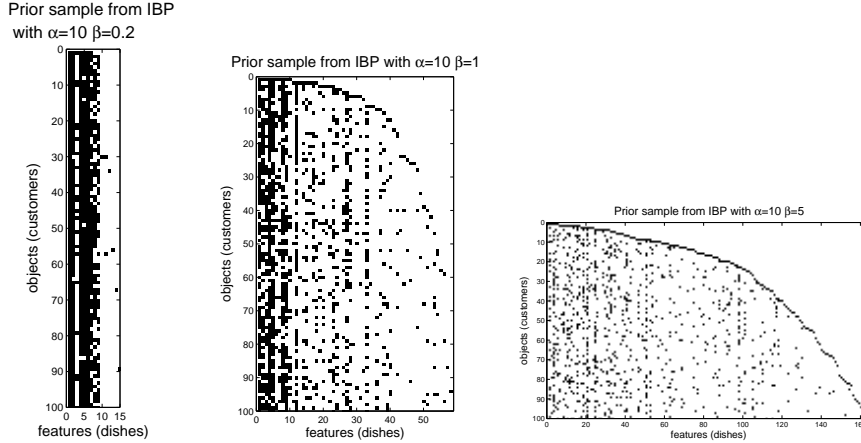 Prior sample from IBP
with α=10 β=0.2
0
10
20
30
40
50
60
70
80
90
100
objects (customers)
0 5 10 15
features (dishes)
Prior sample from IBP with α=10 β=1
0
10
20
30
40
50
60
70
80
90
100
objects (customers)
0 10 20 30 40 50
features (dishes)
Prior sample from IBP with α=10 β=5
0
10
20
30
40
50
60
70
80
90
100
objects (customers)
0 20 40 60 80 100 120 140 160
features (dishes)